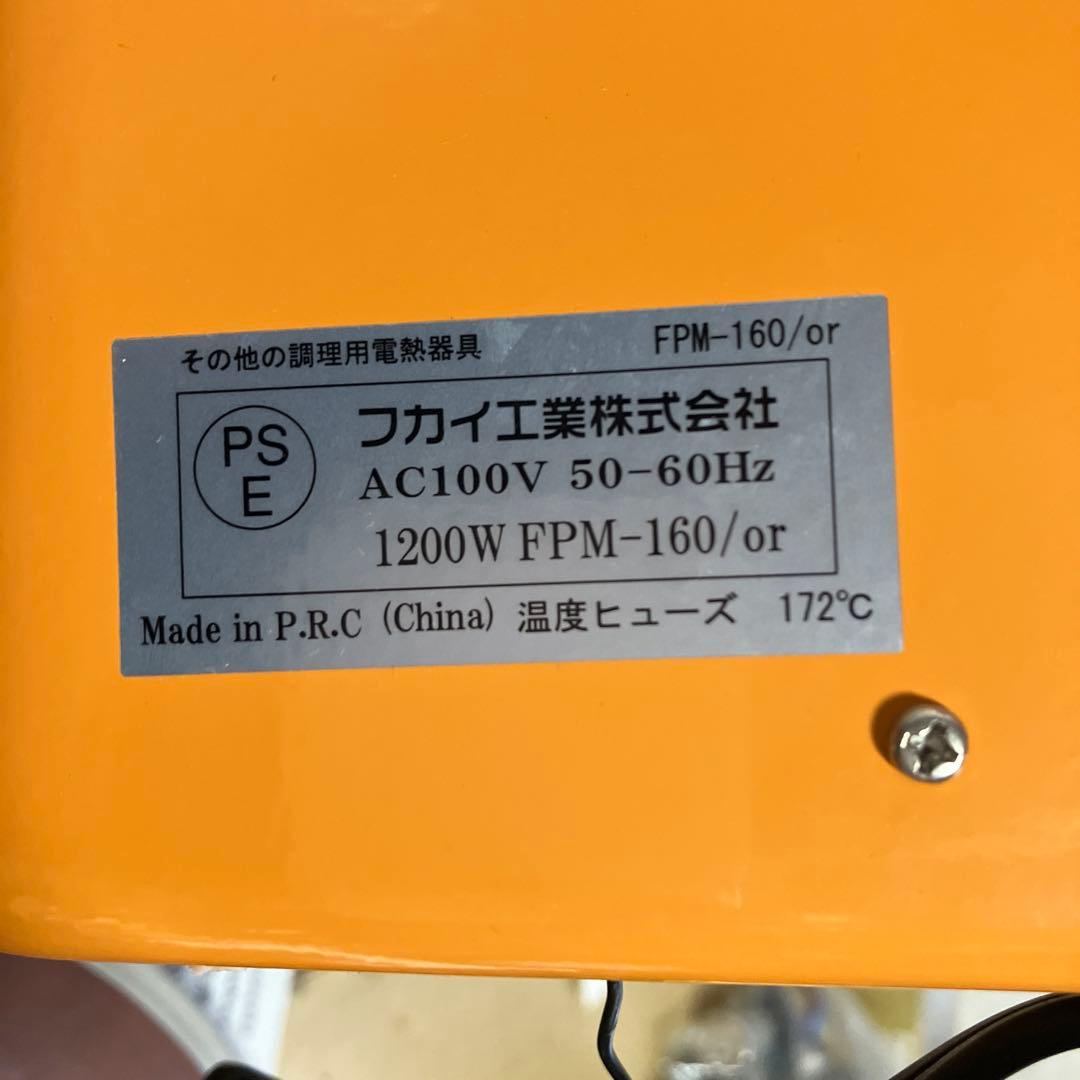 その他の調理用電熱器具 FPM-160/or
PS
E
フカイ工業株式会社
AC100V 50-60Hz
1200W FPM-160/or
Made in P.R.C (China) 温度ヒューズ 172℃